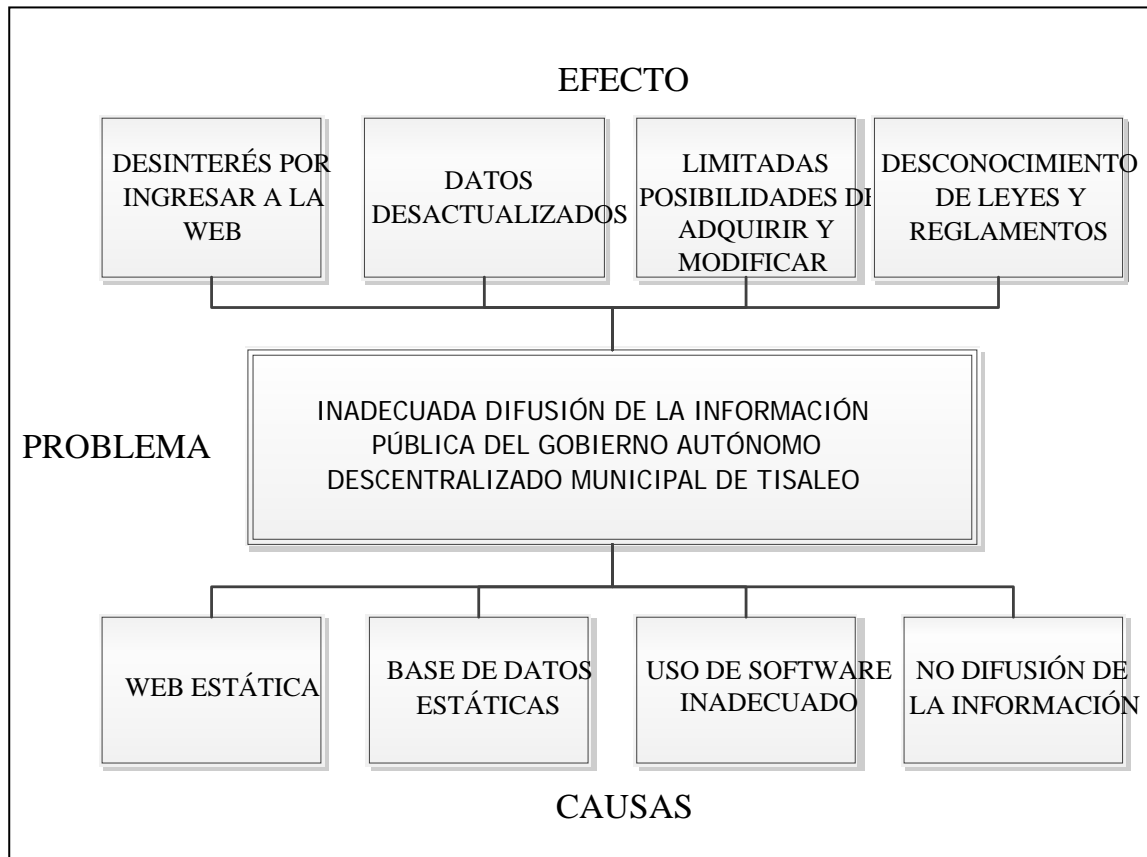 EFECTO
DESINTERÉS POR
INGRESAR A LA
WEB
DATOS
DESACTUALIZADOS
LIMITADAS
POSIBILIDADES DE
ADQUIRIR Y
MODIFICAR
DESCONOCIMIENTO
DE LEYES Y
REGLAMENTOS
PROBLEMA
INADECUADA DIFUSIÓN DE LA INFORMACIÓN
PÚBLICA DEL GOBIERNO AUTÓNOMO
DESCENTRALIZADO MUNICIPAL DE TISALEO
WEB ESTÁTICA
BASE DE DATOS
ESTÁTICAS
USO DE SOFTWARE
INADECUADO
NO DIFUSIÓN DE
LA INFORMACIÓN
CAUSAS